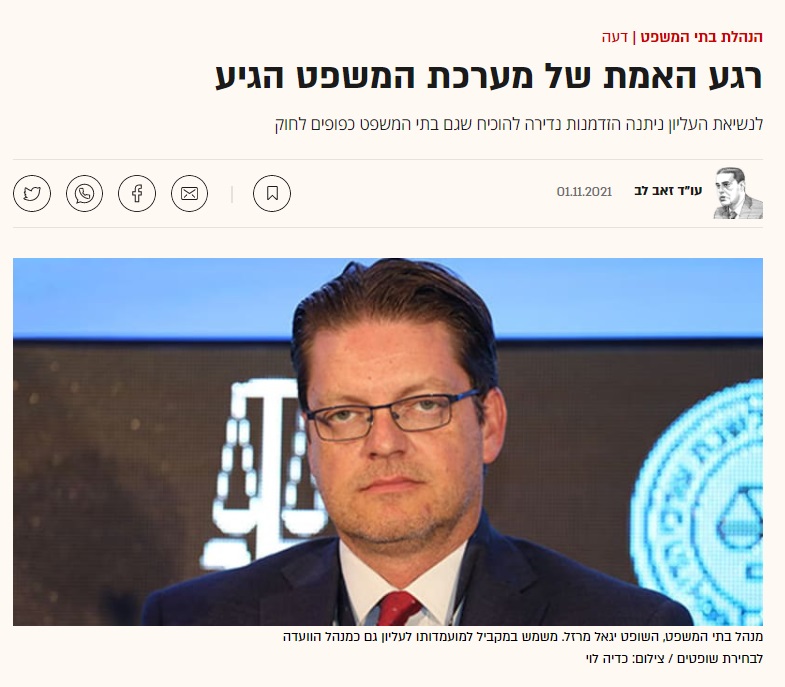 הנהלת בתי המשפט | דעה
רגע האמת של מערכת המשפט הגיע
לנשיאת העליון ניתנה הזדמנות נדירה להוכיח שגם בתי המשפט כפופים לחוק
עו"ד זאב לב 01.11.2021
מנהל בתי המשפט, השופט יגאל מרזל. משמש במקביל למועמדותו לעליון גם כמנהל הוועדה
לבחירת שופטים / צילום: כדיה לוי